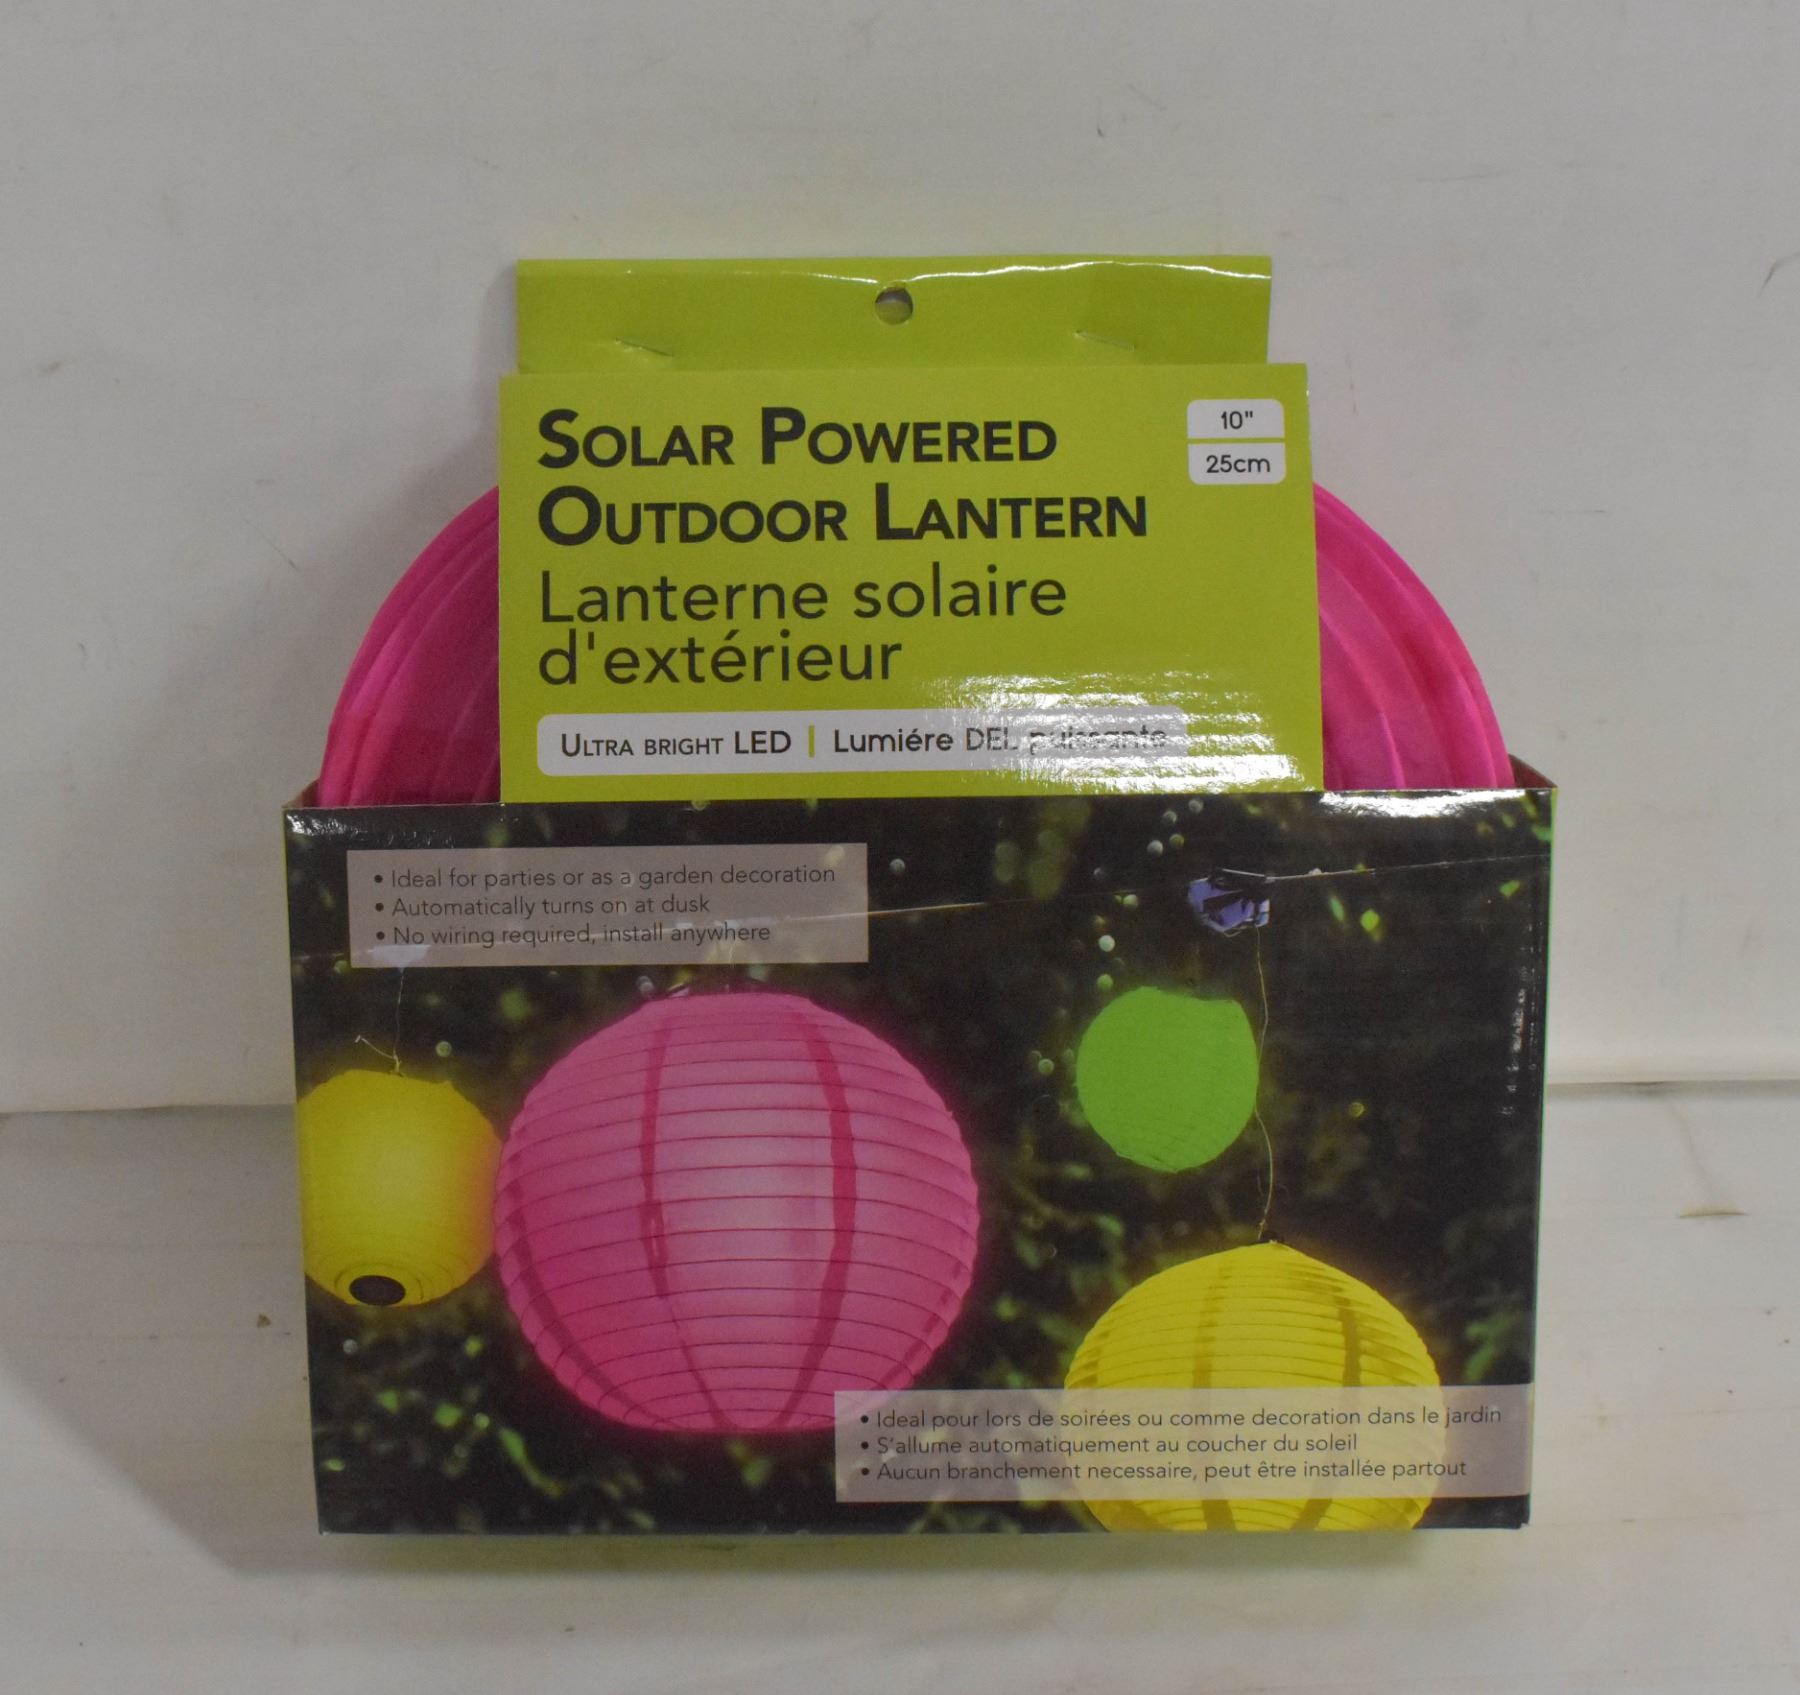 SOLAR POWERED
OUTDOOR LANTERN
10"
25cm
Lanterne solaire
d'extérieur
ULTRA BRIGHT LED | Lumiére DEL puissante
• Ideal for parties or as a garden decoration
• Automatically turns on at dusk
• No wiring required, install anywhere
• Ideal pour lors de soirées ou comme decoration dans le jardin
• S'allume automatiquement au coucher du soleil
• Aucun branchement necessaire, peut être installée partout